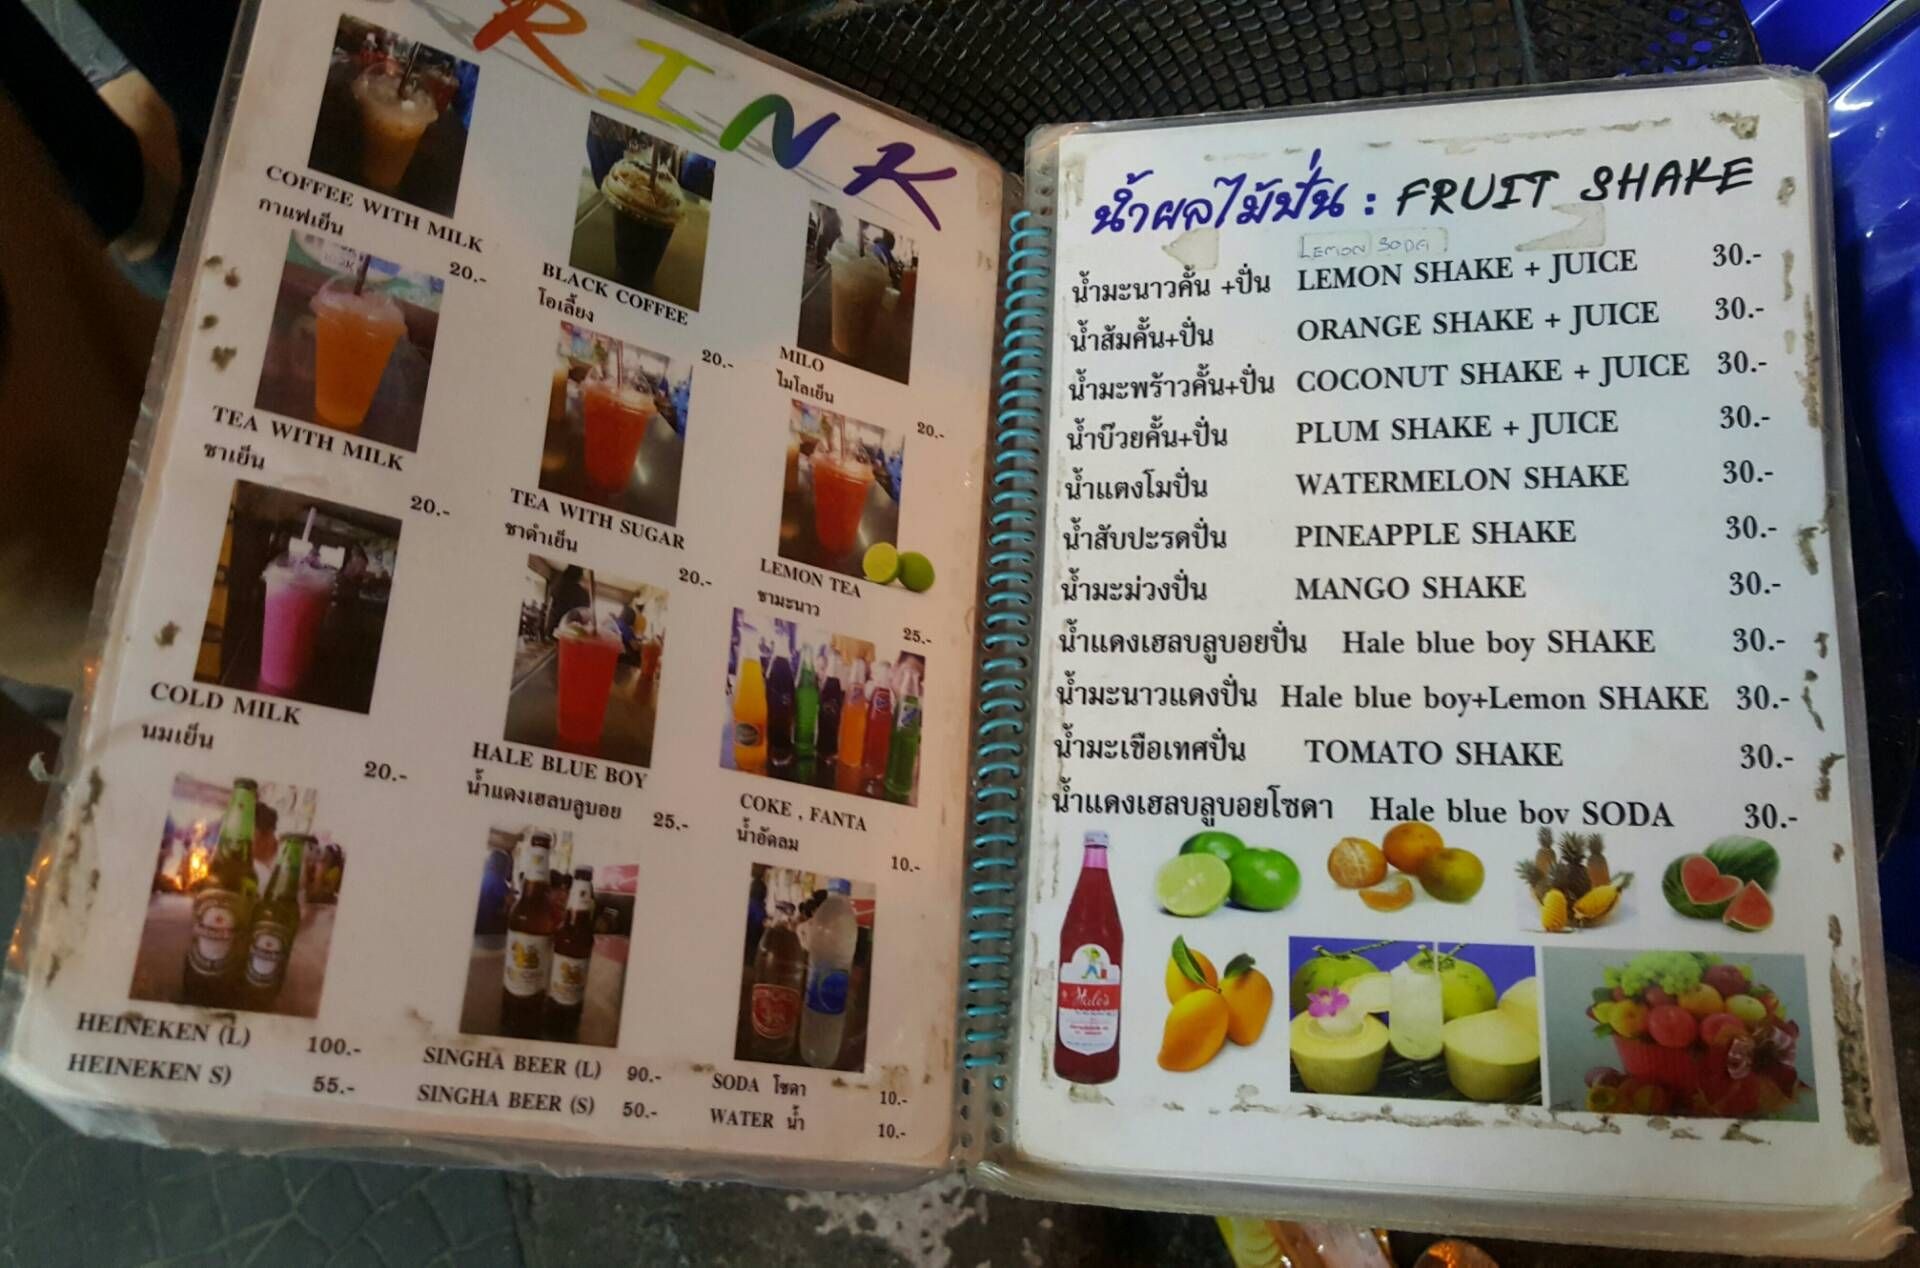 RINK
COFFEE WITH MILK
กาแฟเย็น
20.-
BLACK COFFEE
โอเลี้ยง
20.-
MILO
ไมโลเย็น
20.-
TEA WITH MILK
ชาเย็น
20.-
TEA WITH SUGAR
ชาดำเย็น
20.-
LEMON TEA
ชามะนาว
25.-
COLD MILK
นมเย็น
20.-
HALE BLUE BOY
น้ำแดงเฮลบลูบอย 25.-
COKE , FANTA
น้ำอัดลม
10.-
HEINEKEN (L) 100.-
HEINEKEN S) 55.-
SINGHA BEER (L) 90.-
SINGHA BEER (S) 50.-
SODA โซดา 10.-
WATER น้ำ 10.-
น้ำผลไม้ปั่น : FRUIT SHAKE
LEMON SODA
น้ำมะนาวคั้น +ปั่น LEMON SHAKE + JUICE 30.-
น้ำส้มคั้น+ปั่น ORANGE SHAKE + JUICE 30.-
น้ำมะพร้าวคั้น+ปั่น COCONUT SHAKE + JUICE 30.-
น้ำบ๊วยคั้น+ปั่น PLUM SHAKE + JUICE 30.-
น้ำแตงโมปั่น WATERMELON SHAKE 30.-
น้ำสับปะรดปั่น PINEAPPLE SHAKE 30.-
น้ำมะม่วงปั่น MANGO SHAKE 30.-
น้ำแดงเฮลบลูบอยปั่น Hale blue boy SHAKE 30.-
น้ำมะนาวแดงปั่น Hale blue boy+Lemon SHAKE 30.-
น้ำมะเขือเทศปั่น TOMATO SHAKE 30.-
น้ำแดงเฮลบลูบอยโซดา Hale blue boy SODA 30.-
Hale's